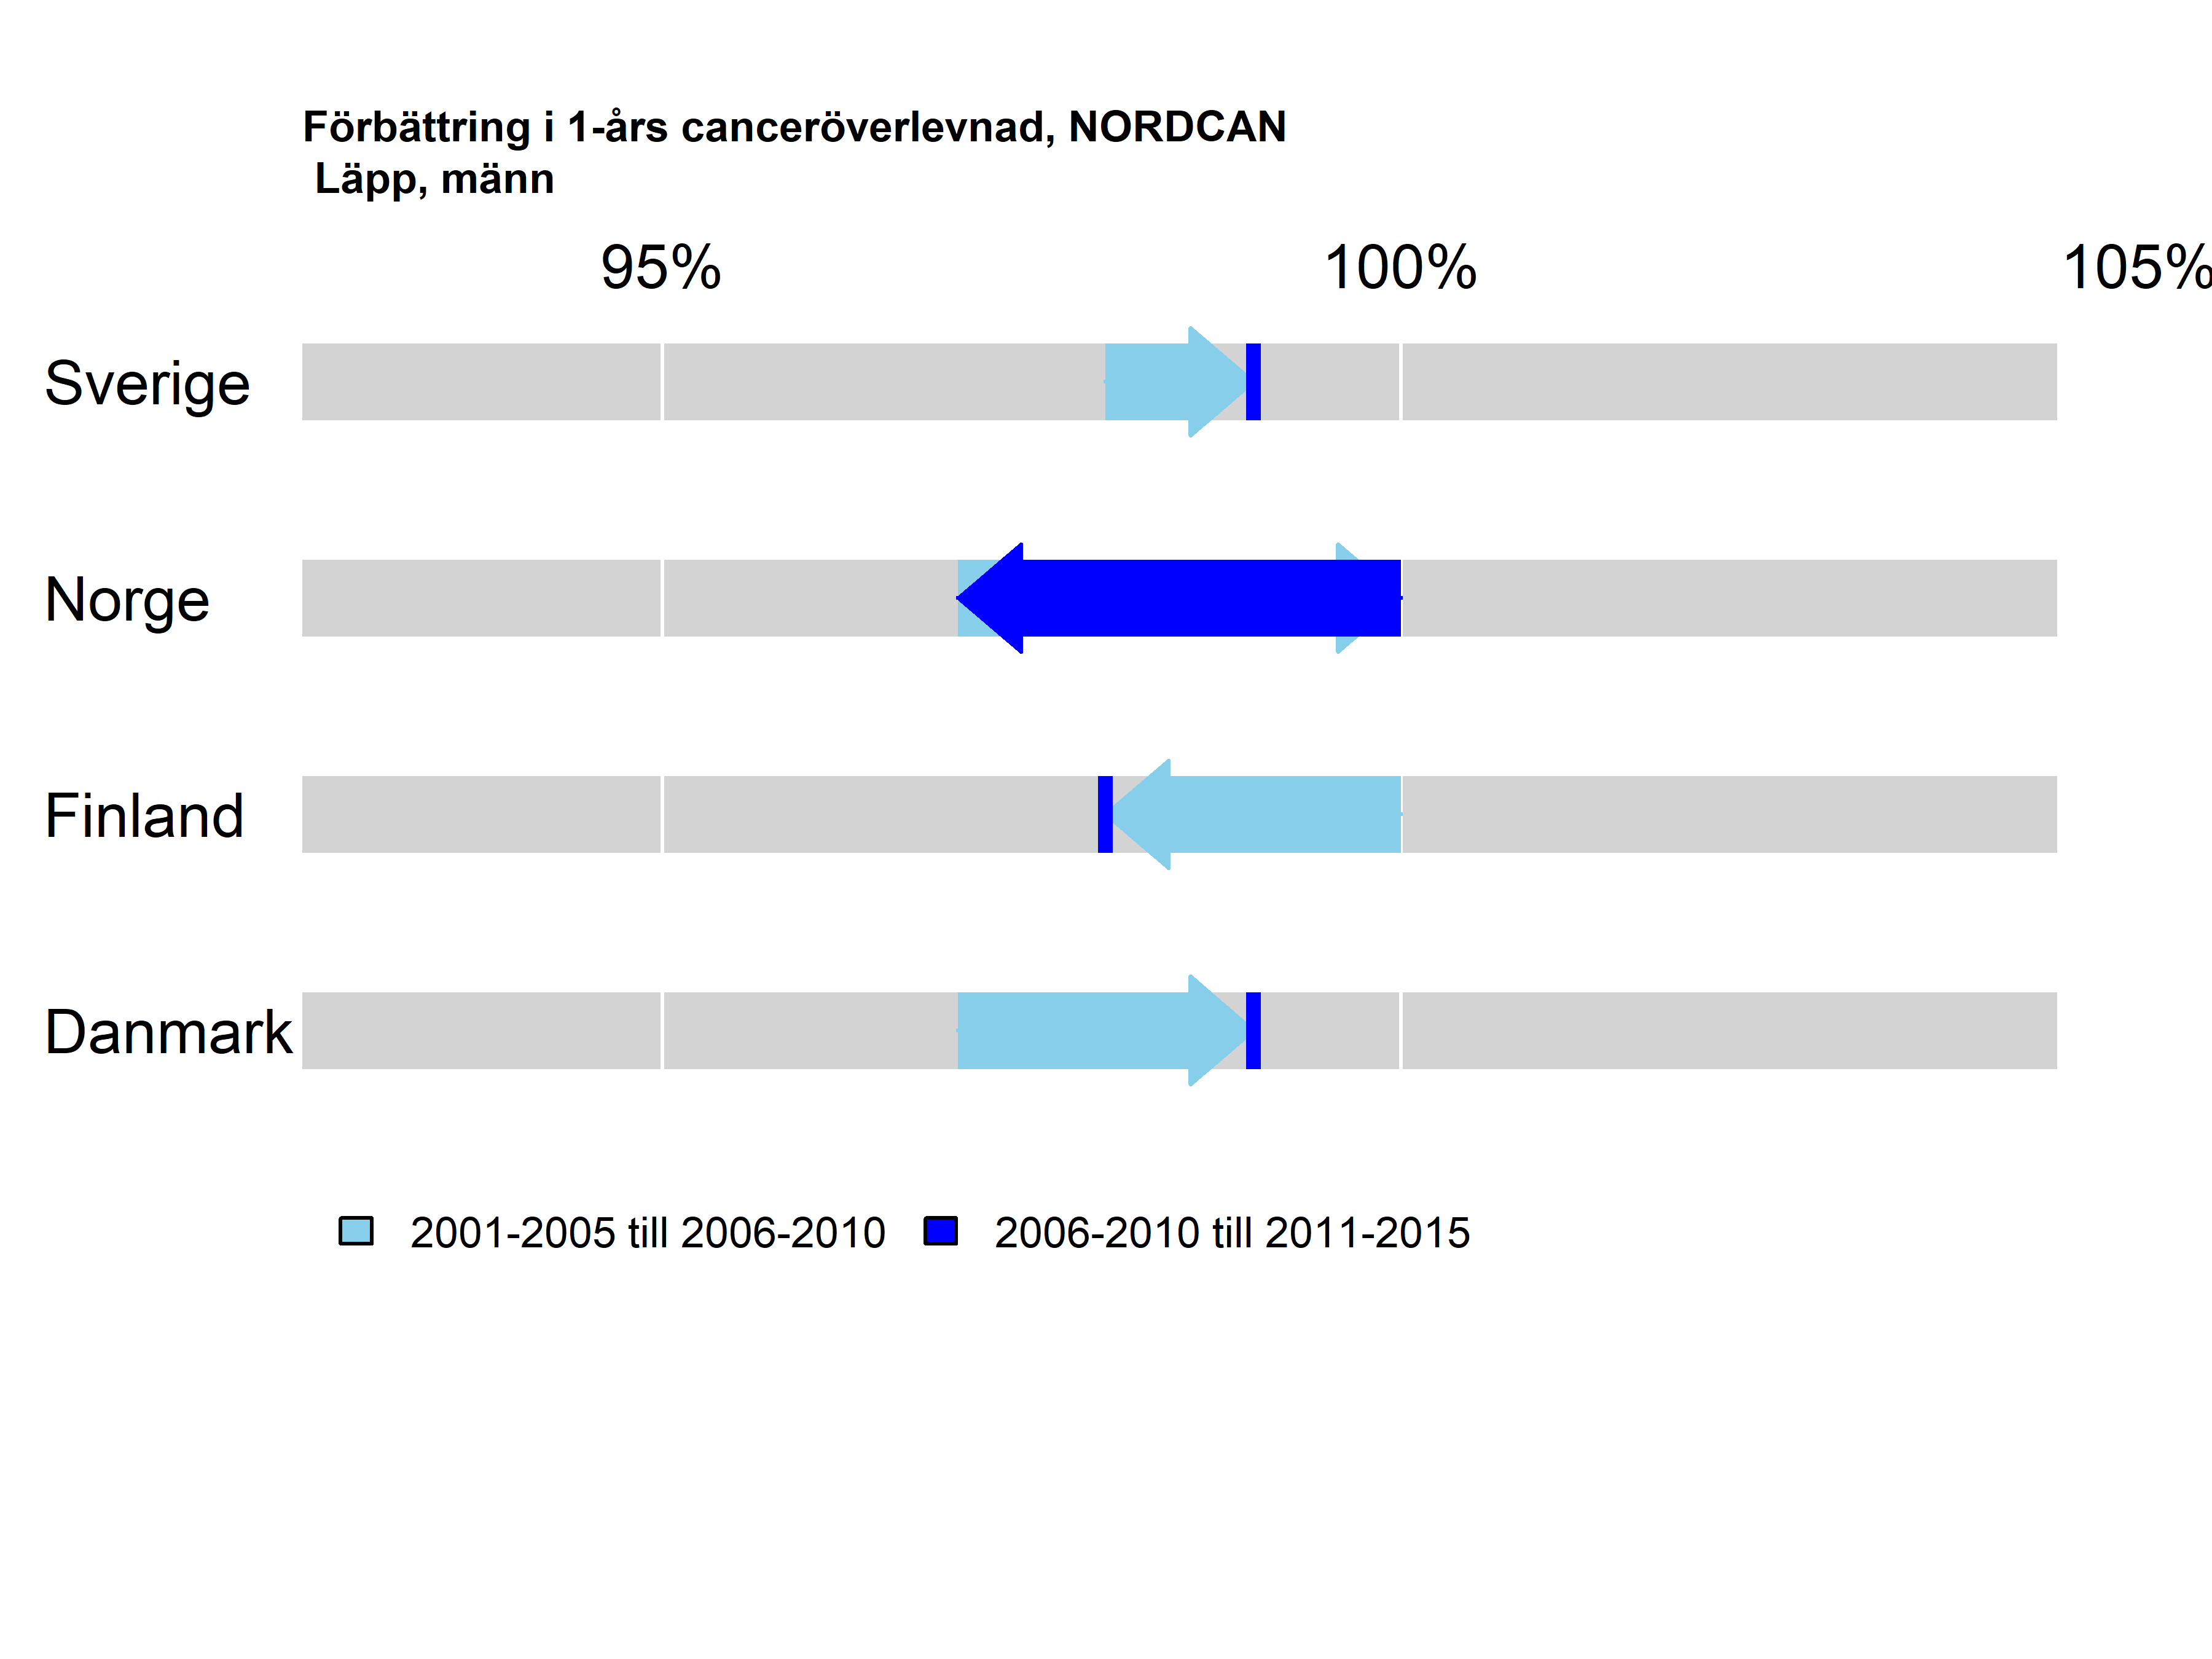 Förbättring i 1-års canceröverlevnad, NORDCAN
Läpp, männ
95% 100% 105%
Sverige
Norge
Finland
Danmark
2001-2005 till 2006-2010 2006-2010 till 2011-2015